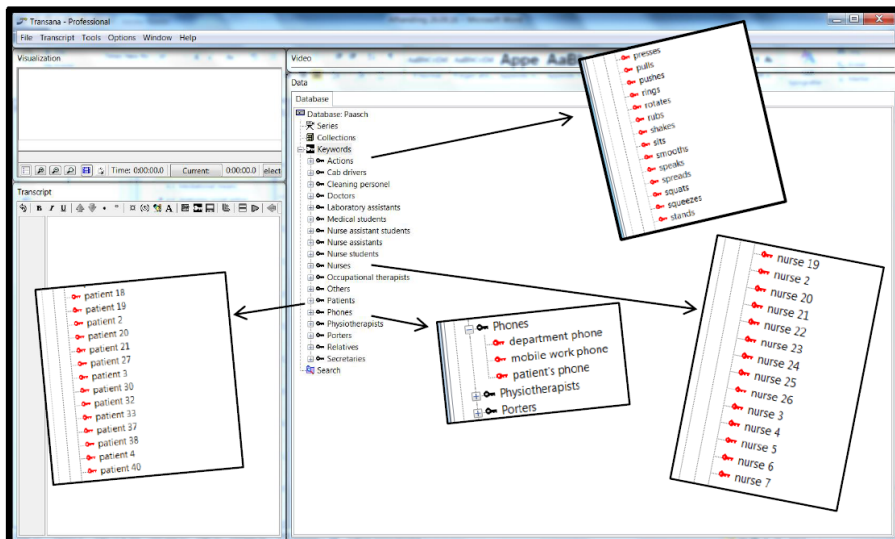 Transana - Professional
File Transcript Tools Options Window Help
Visualization
Time: 0:00:00.0 Current: 0:00:00.0 elect
Transcript
B I U
A
Video
Appe AaBb
Data
Database
Database: Paasch
Series
Collections
Keywords
Actions
Cab drivers
Cleaning personel
Doctors
Laboratory assistants
Medical students
Nurse assistant students
Nurse assistants
Nurse students
Nurses
Occupational therapists
Others
Patients
Phones
Physiotherapists
Porters
Relatives
Secretaries
Search
presses
pulls
pushes
rings
rotates
rubs
shakes
sits
smooths
speaks
spreads
squats
squeezes
stands
patient 18
patient 19
patient 2
patient 20
patient 21
patient 27
patient 3
patient 30
patient 32
patient 33
patient 37
patient 38
patient 4
patient 40
Phones
department phone
mobile work phone
patient's phone
Physiotherapists
Porters
nurse 19
nurse 2
nurse 20
nurse 21
nurse 22
nurse 23
nurse 24
nurse 25
nurse 26
nurse 3
nurse 4
nurse 5
nurse 6
nurse 7